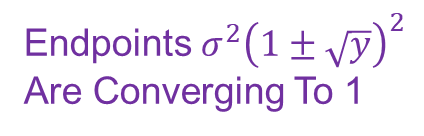 Endpoints σ²(1 ± √y)²
Are Converging To 1